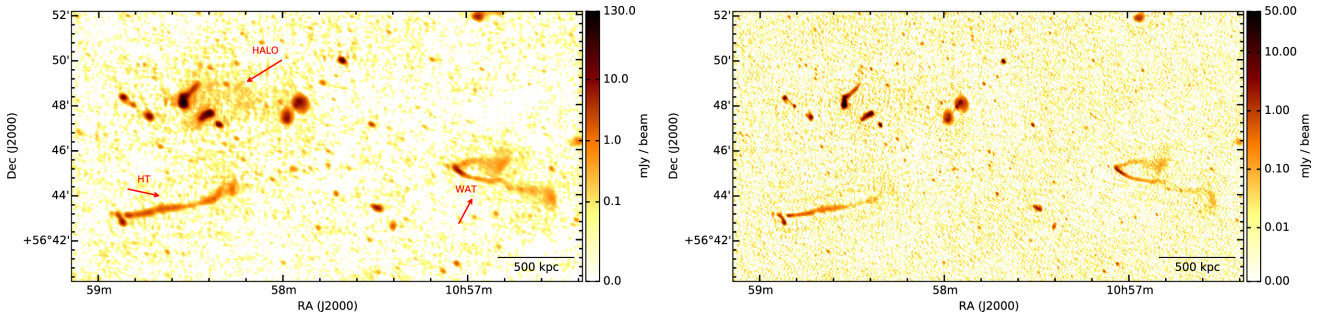 52'
50'
48'
46'
44'
+56°42'
Dec (J2000)
HALO
HT
WAT
500 kpc
59m
58m
10h57m
RA (J2000)
130.0
10.0
1.0
0.1
0.0
mJy / beam
52'
50'
48'
46'
44'
+56°42'
Dec (J2000)
500 kpc
59m
58m
10h57m
RA (J2000)
50.00
10.00
1.00
0.10
0.01
0.00
mJy / beam